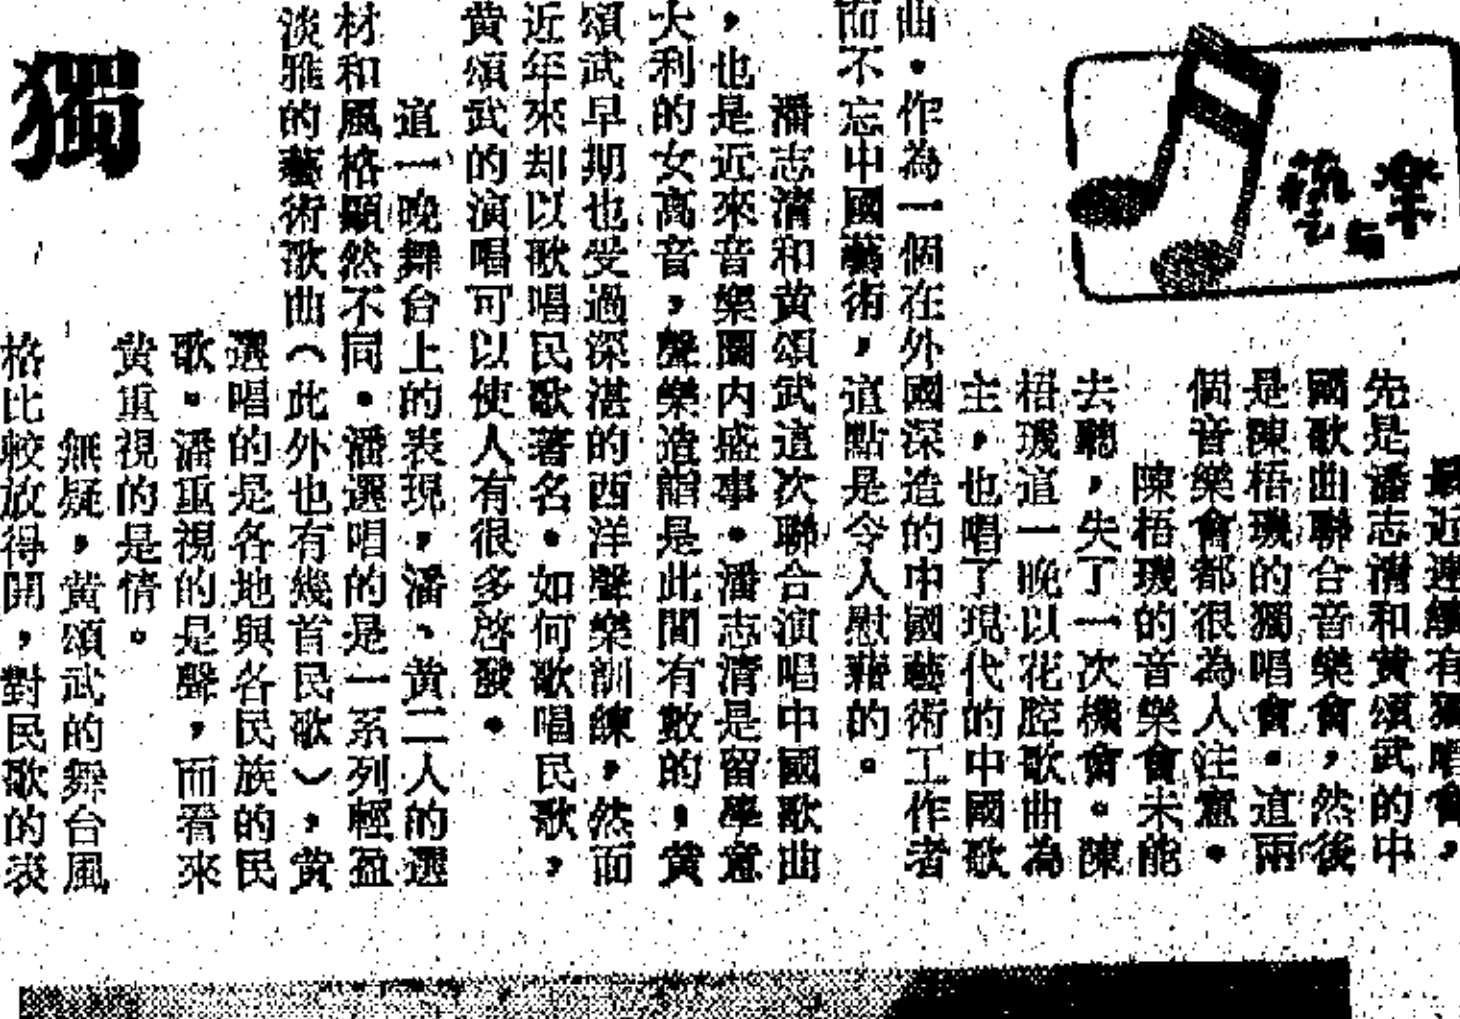 樂與藝
最近連續有獨唱會，
先是潘志清和黃頌武的中
國歌曲聯合音樂會，然後
是陳梧璣的獨唱會。這兩
個音樂會都很為人注意。
陳梧璣的音樂會未能
去聽，失了一次機會。陳
梧璣這一晚以花腔歌曲為
主，也唱了現代的中國歌
曲。作為一個在外國深造的中國藝術工作者
而不忘中國藝術，這點是令人慰藉的。
潘志清和黃頌武這次聯合演唱中國歌曲
，也是近來音樂圈內盛事。潘志清是留學意
大利的女高音，聲樂造詣是此間有數的，黃
頌武早期也受過深湛的西洋聲樂訓練，然而
近年來却以歌唱民歌著名。如何歌唱民歌，
黃頌武的演唱可以使人有很多啓發。
這一晚舞台上的表現，潘、黃二人的選
材和風格顯然不同。潘選唱的是一系列輕盈
淡雅的藝術歌曲（此外也有幾首民歌），黃
選唱的是各地與各民族的民
歌。潘重視的是聲，而看來
黃重視的是情。
無疑，黃頌武的舞台風
格比較放得開，對民歌的表
獨